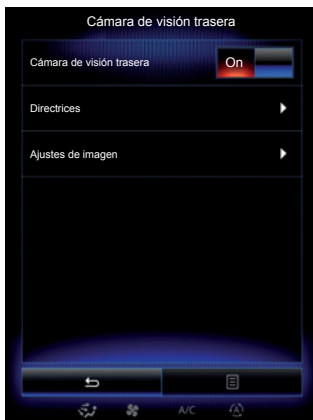 Cámara de visión trasera
Cámara de visión trasera On
Directrices
Ajustes de imagen
A/C A